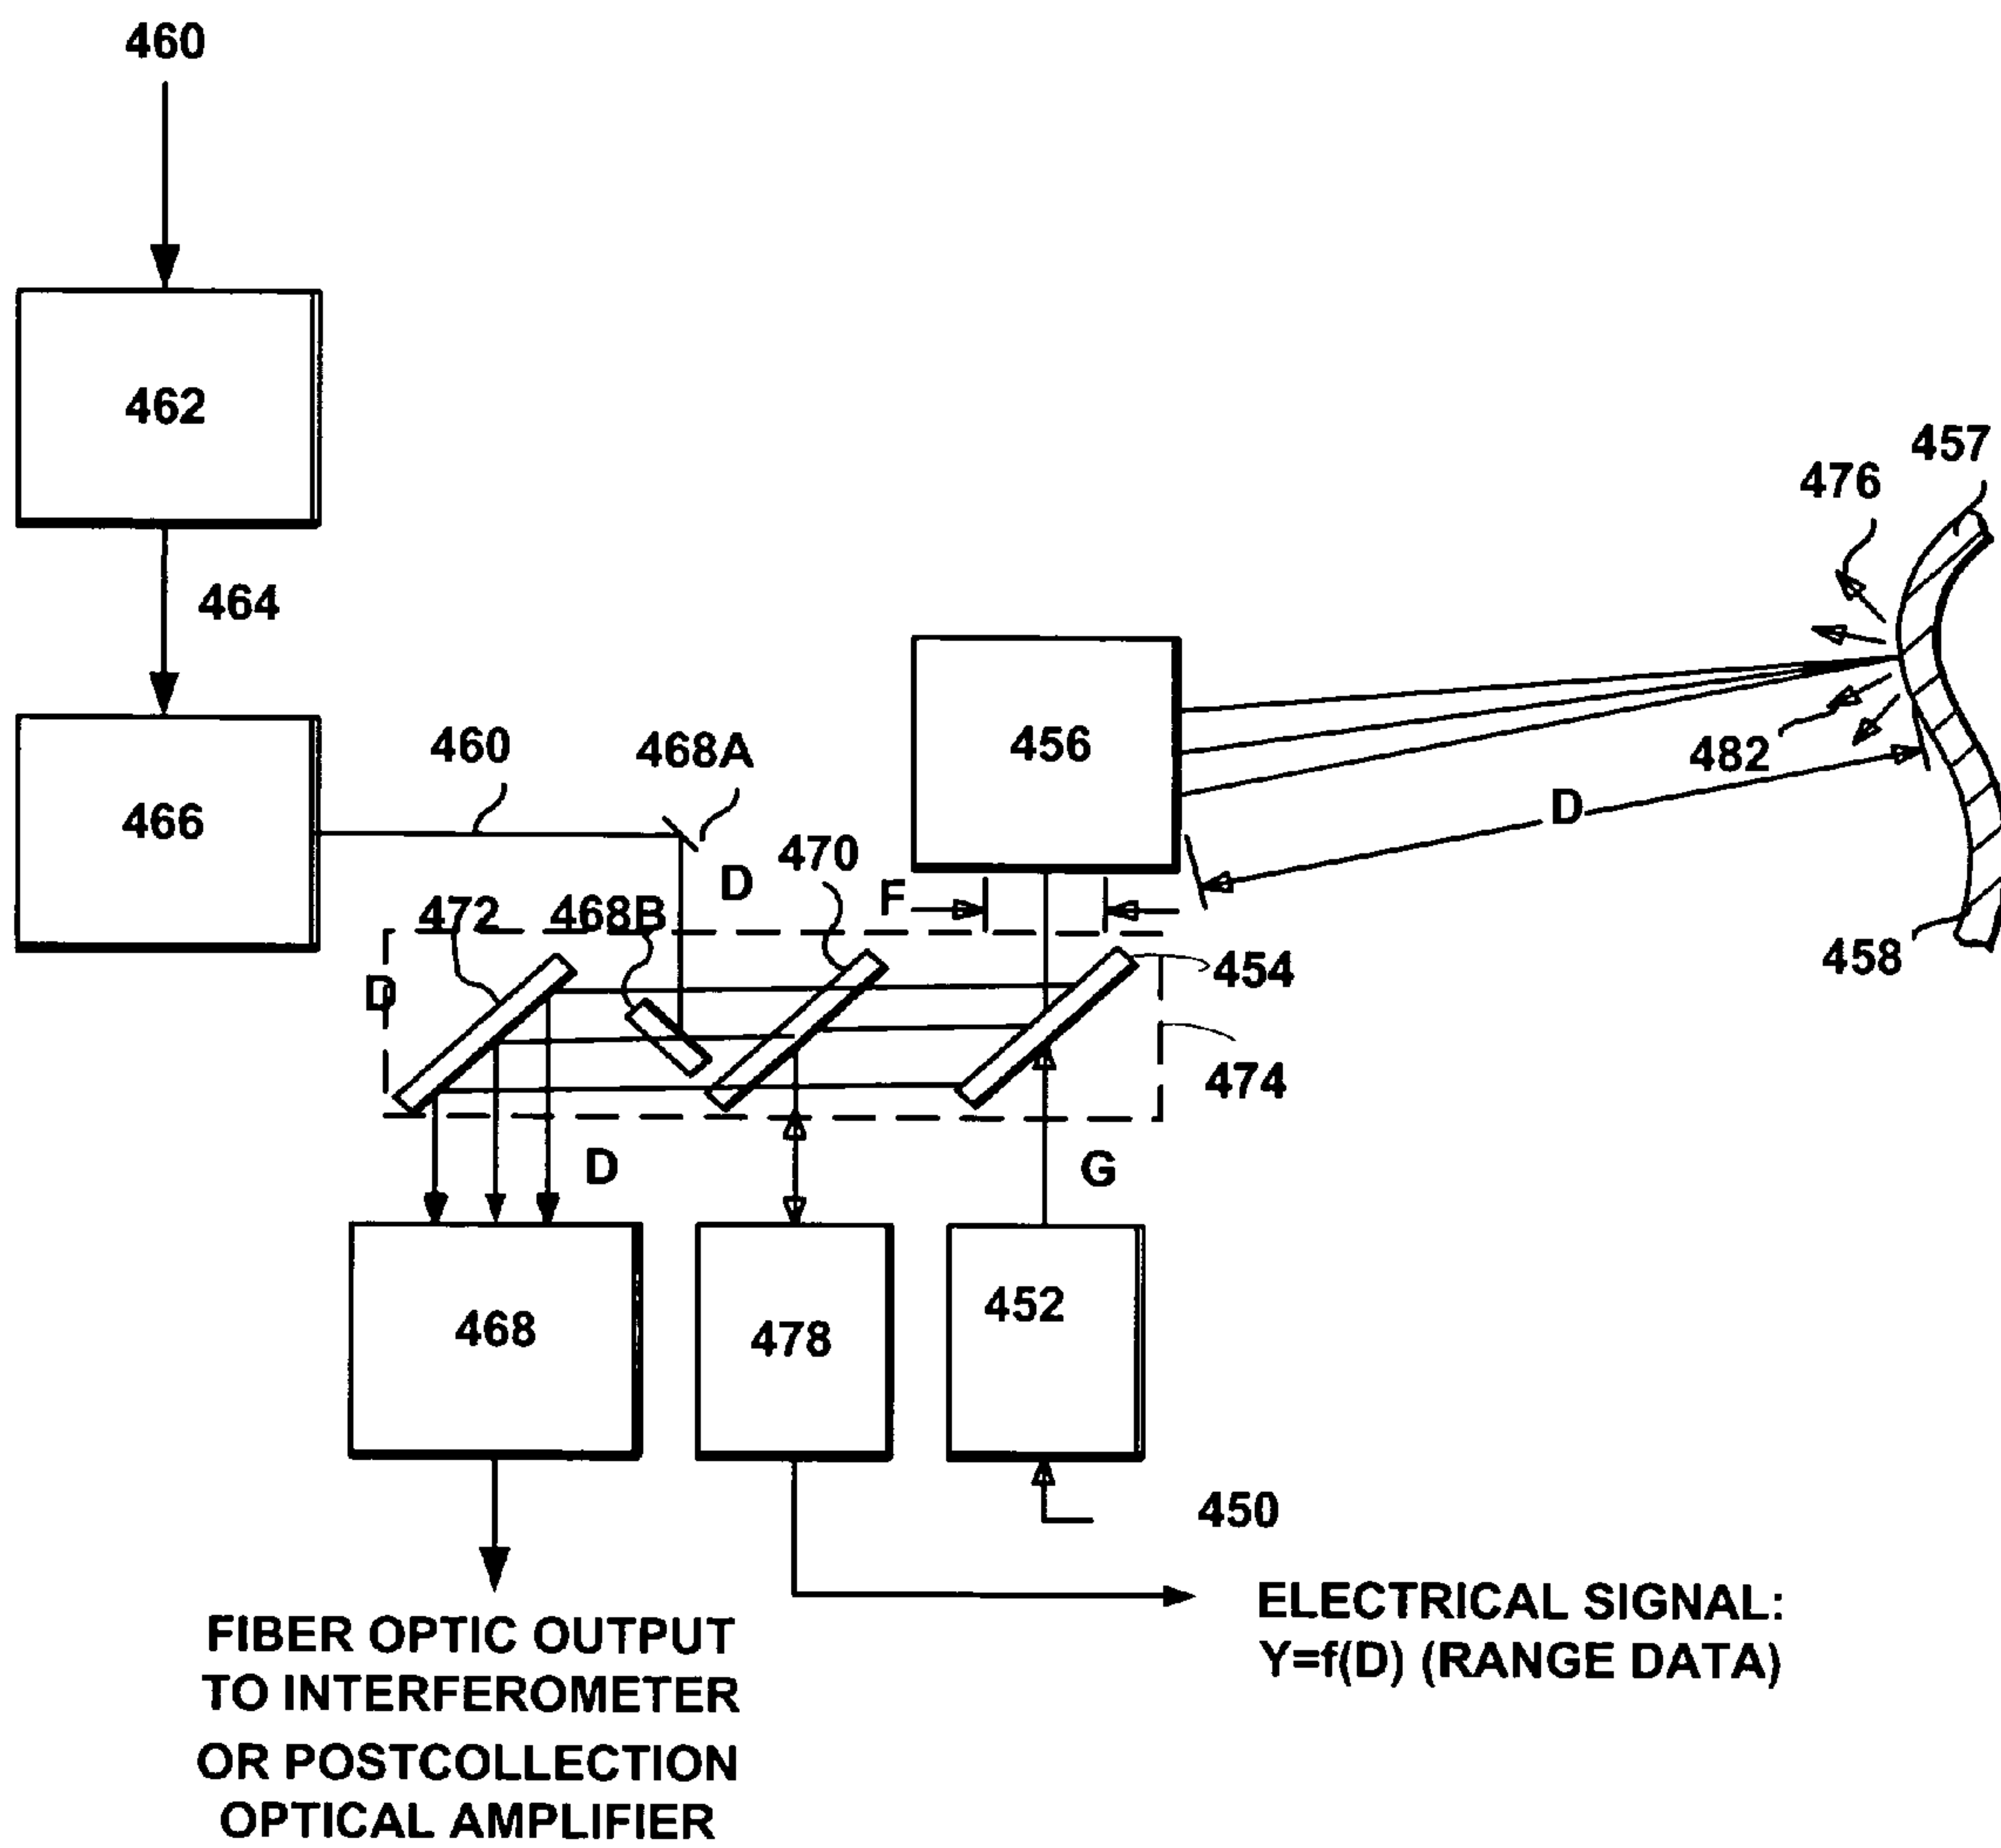 460
462
464
466
460
468A
456
457
476
482
D
458
470
F
D
472
468B
D
454
474
D
G
468
478
452
450
ELECTRICAL SIGNAL:
Y=f(D) (RANGE DATA)
FIBER OPTIC OUTPUT
TO INTERFEROMETER
OR POSTCOLLECTION
OPTICAL AMPLIFIER